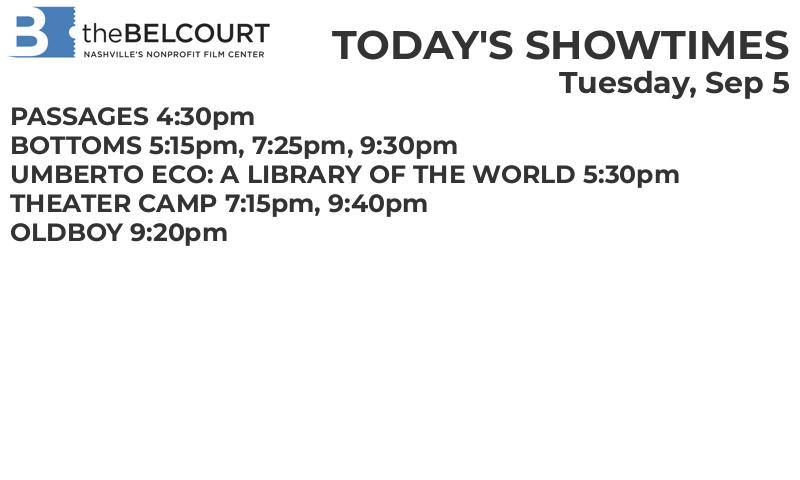 B theBELCOURT
NASHVILLE'S NONPROFIT FILM CENTER
TODAY'S SHOWTIMES
Tuesday, Sep 5
PASSAGES 4:30pm
BOTTOMS 5:15pm, 7:25pm, 9:30pm
UMBERTO ECO: A LIBRARY OF THE WORLD 5:30pm
THEATER CAMP 7:15pm, 9:40pm
OLDBOY 9:20pm